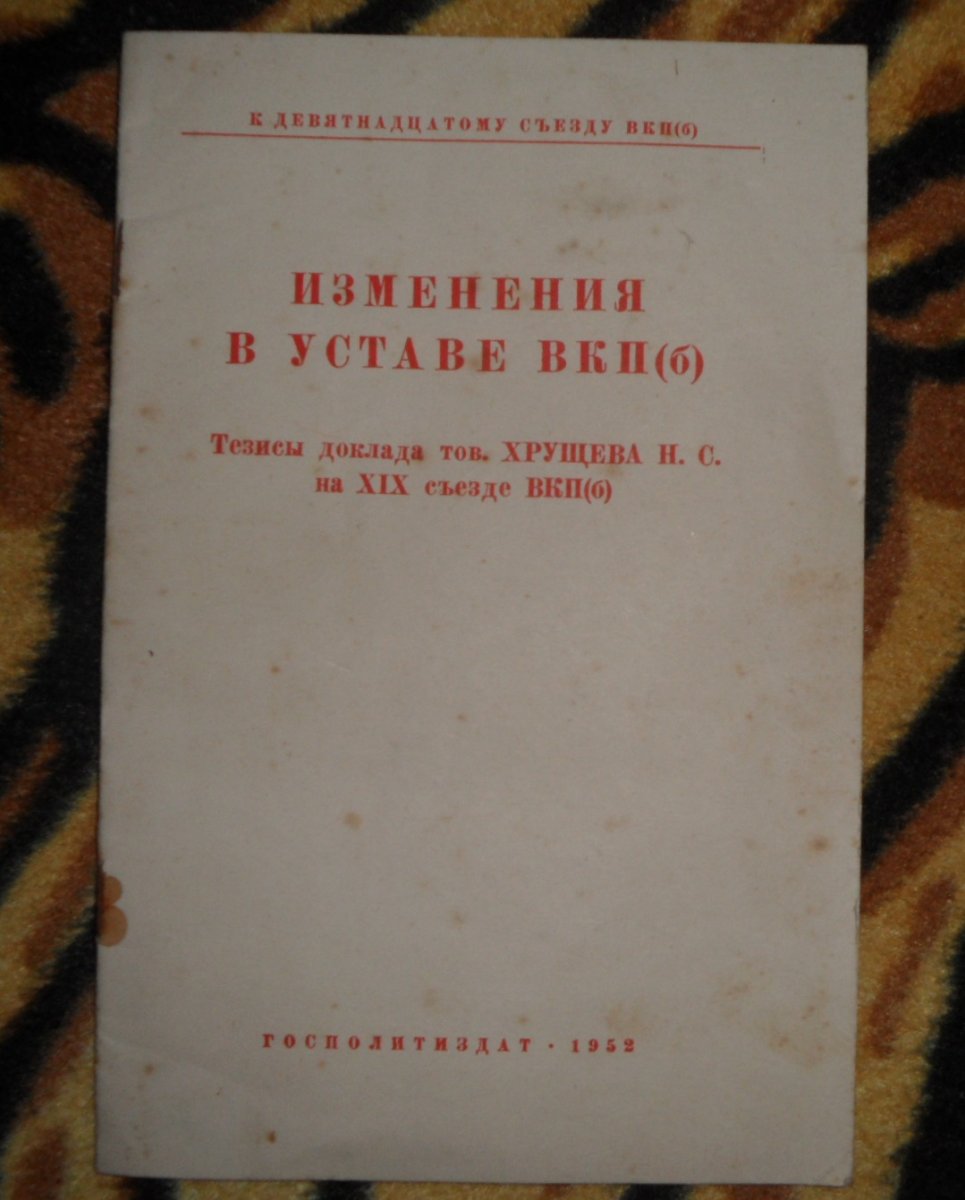 К ДЕВЯТНАДЦАТОМУ СЪЕЗДУ ВКП(б)
ИЗМЕНЕНИЯ
В УСТАВЕ ВКП(б)
Тезисы доклада тов. ХРУЩЕВА Н. С.
на XIX съезде ВКП(б)
ГОСПОЛИТИЗДАТ · 1952